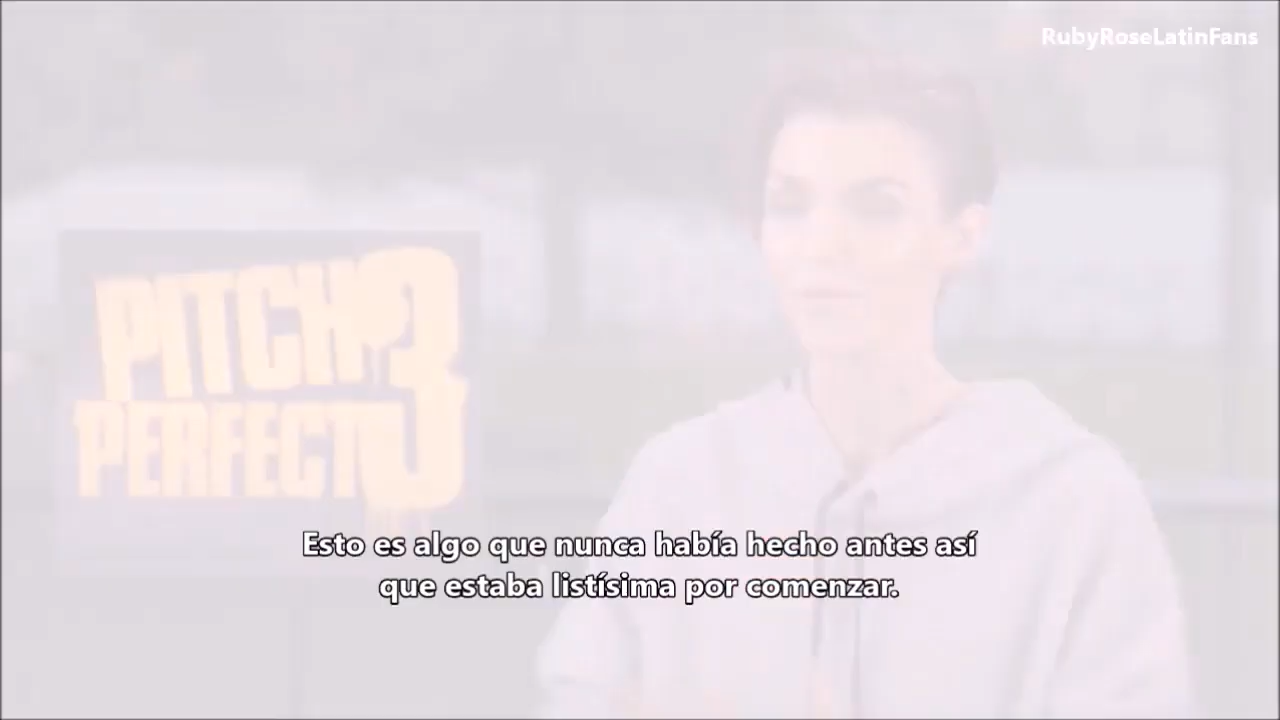 RubyRoseLatinFans
PITCH
PERFECT 3
Esto es algo que nunca había hecho antes así
que estaba listísima por comenzar.